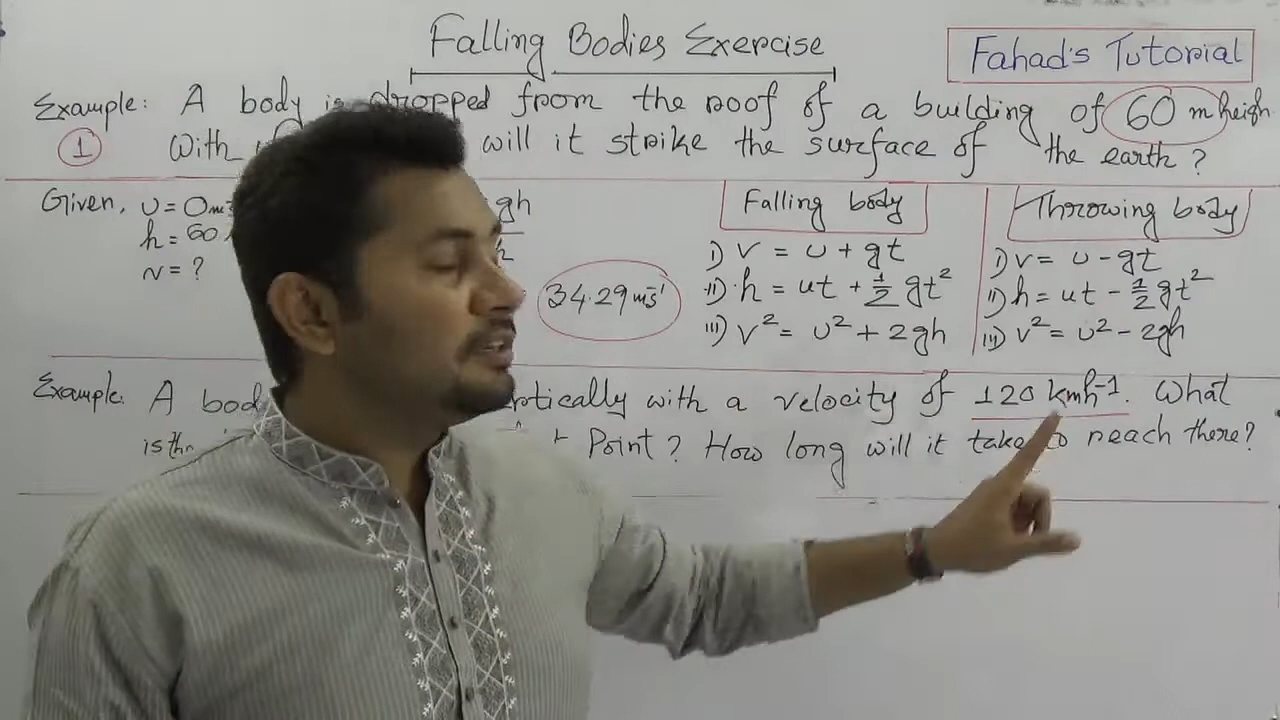 Falling Bodies Exercise
Fahad's Tutorial
Example: A body is dropped from the roof of a building of 60 m heigh
1 With will it strike the surface of the earth ?
Given, u = 0
h = 60
v = ?
gh
34.29 ms⁻¹
Falling body
i) v = u + gt
ii) h = ut + 1/2 gt²
iii) v² = u² + 2gh
Throwing body
i) v = u - gt
ii) h = ut - 1/2 gt²
iii) v² = u² - 2gh
Example: A with a velocity of 120 kmh⁻¹. What
Point? How long will it take to reach there?